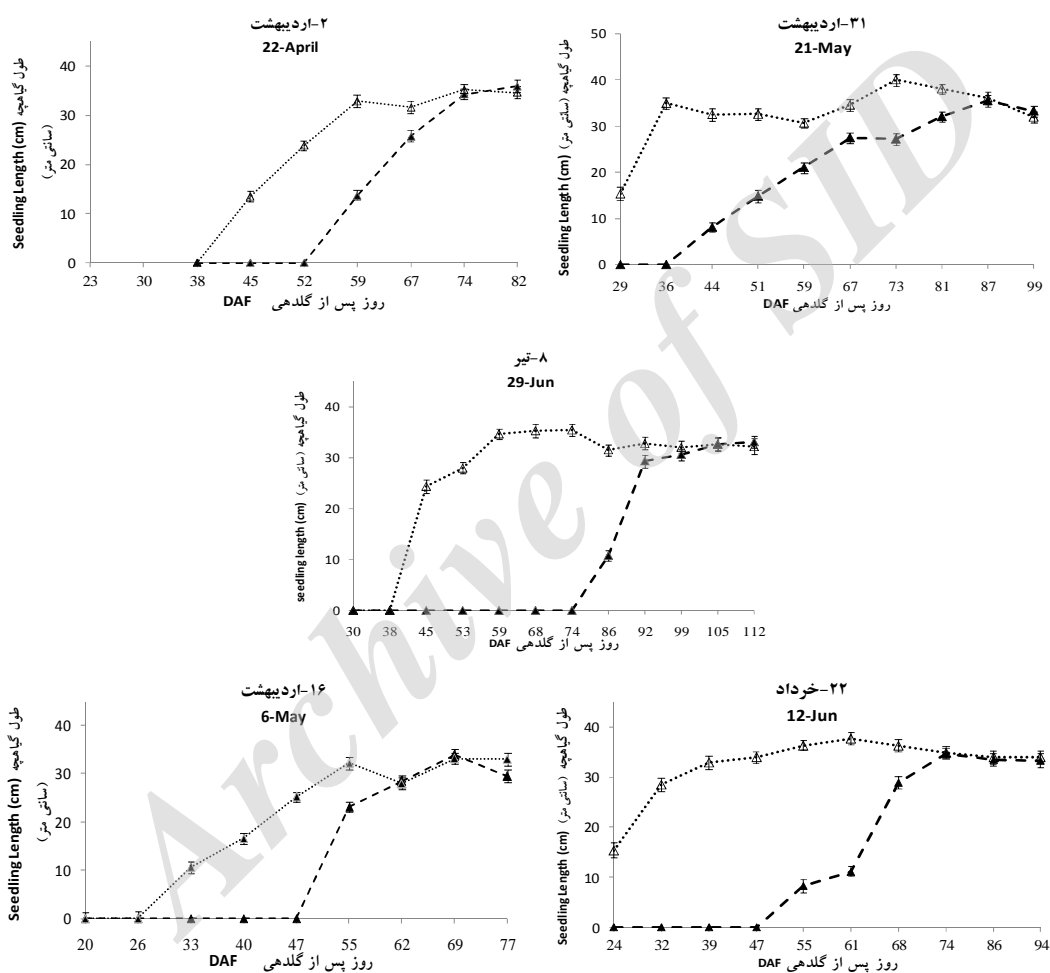 ۲-اردیبهشت
22-April
Seedling Length (cm) طول گیاهچه
(سانتی متر)
40
30
20
10
0
23 30 38 45 52 59 67 74 82
DAF روز پس از گلدهی
۳۱-اردیبهشت
21-May
Seedling Length (cm) طول گیاهچه (سانتی متر)
50
40
30
20
10
0
29 36 44 51 59 67 73 81 87 99
DAF روز پس از گلدهی
۸-تیر
29-Jun
seedling length (cm) طول گیاهچه (سانتی متر)
40
30
20
10
0
30 38 45 53 59 68 74 86 92 99 105 112
DAF روز پس از گلدهی
۱۶-اردیبهشت
6-May
Seedling Length (cm) طول گیاهچه
(سانتی متر)
40
30
20
10
0
20 26 33 40 47 55 62 69 77
DAF روز پس از گلدهی
۲۲-خرداد
12-Jun
Seedling Length (cm) طول گیاهچه (سانتی متر)
40
30
20
10
0
24 32 39 47 55 61 68 74 86 94
DAF روز پس از گلدهی
Archive of SID